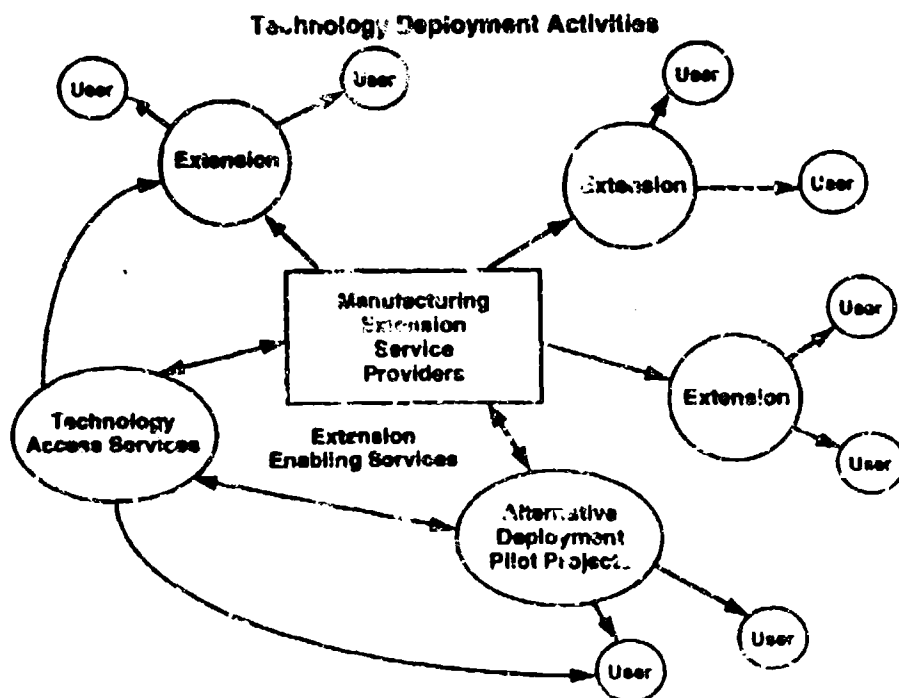 Technology Deployment Activities
User
User
User
Extension
Extension
User
Manufacturing
Extension
Service
Providers
User
Extension
Technology
Access Services
Extension
Enabling Services
User
Alternative
Deployment
Pilot Projects
User
User